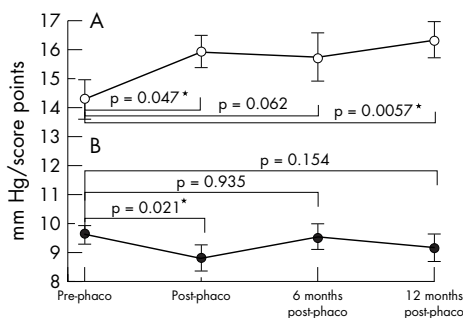 17
A
16
15
14
p = 0.047*
p = 0.062
p = 0.0057*
13
B
12
p = 0.154
11
p = 0.935
10
p = 0.021*
9
8
mm Hg/score points
Pre-phaco
Post-phaco
6 months
post-phaco
12 months
post-phaco